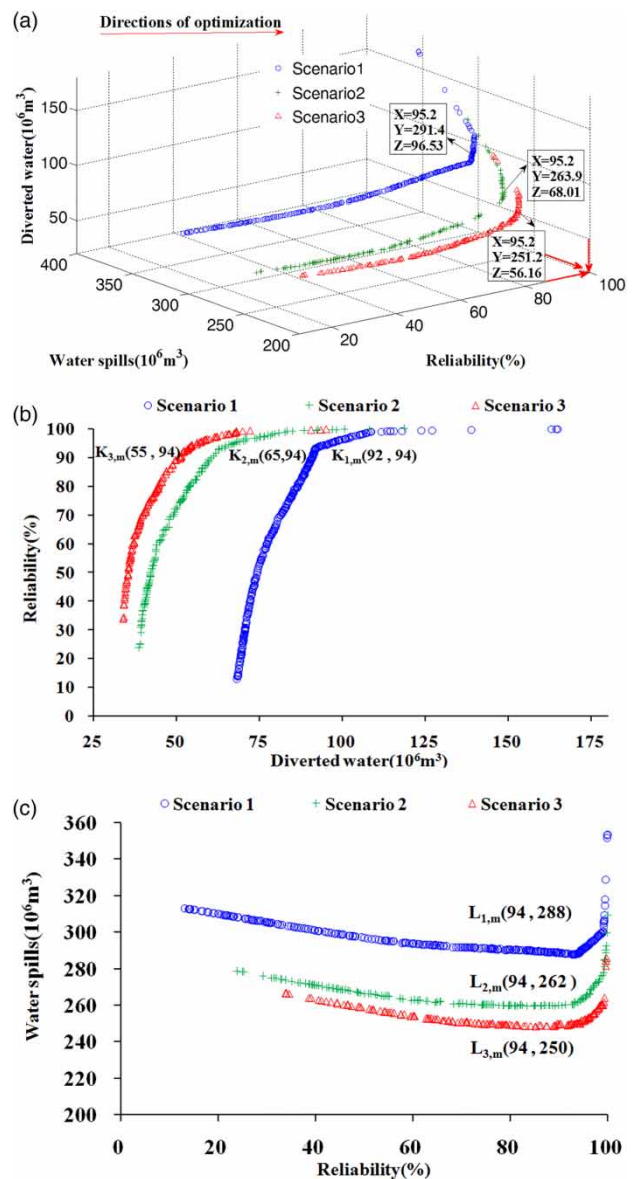 (a)
Directions of optimization
Scenario1
Scenario2
Scenario3
X=95.2
Y=291.4
Z=96.53
X=95.2
Y=263.9
Z=68.01
X=95.2
Y=251.2
Z=56.16
Diverted water(10⁶m³)
150
100
50
400
350
300
250
200
20
40
60
80
100
Water spills(10⁶m³)
Reliability(%)
(b)
Scenario 1 Scenario 2 Scenario 3
K3,m(55 , 94) K2,m(65,94) K1,m(92 , 94)
Reliability(%)
100
90
80
70
60
50
40
30
20
10
0
25 50 75 100 125 150 175
Diverted water(10⁶m³)
(c)
Scenario 1 Scenario 2 Scenario 3
Water spills(10⁶m³)
360
340
320
300
280
260
240
220
200
L1,m(94 , 288)
L2,m(94 , 262)
L3,m(94 , 250)
0 20 40 60 80 100
Reliability(%)